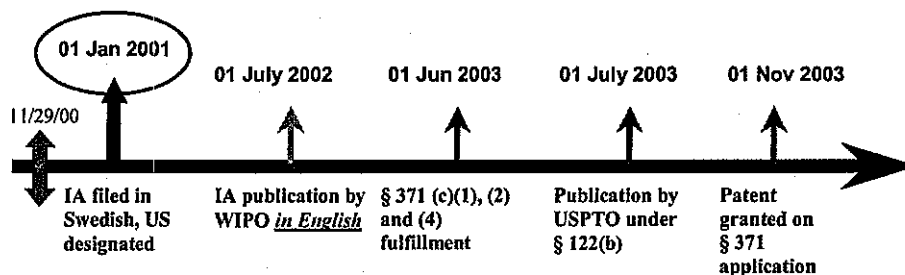 01 Jan 2001
01 July 2002
01 Jun 2003
01 July 2003
01 Nov 2003
11/29/00
IA filed in
Swedish, US
designated
IA publication by
WIPO in English
§ 371 (c)(1), (2)
and (4)
fulfillment
Publication by
USPTO under
§ 122(b)
Patent
granted on
§ 371
application